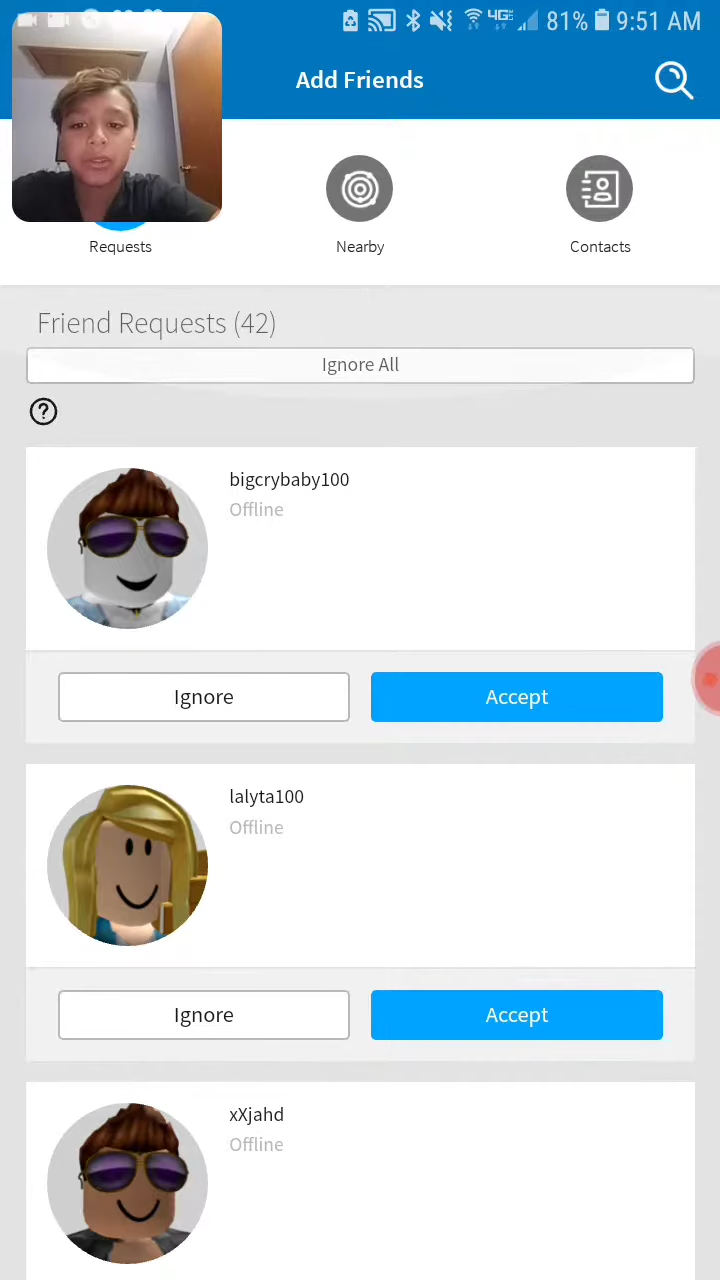 81% 9:51 AM
Add Friends
Requests
Nearby
Contacts
Friend Requests (42)
Ignore All
bigcrybaby100
Offline
Ignore
Accept
lalyta100
Offline
Ignore
Accept
xXjahd
Offline